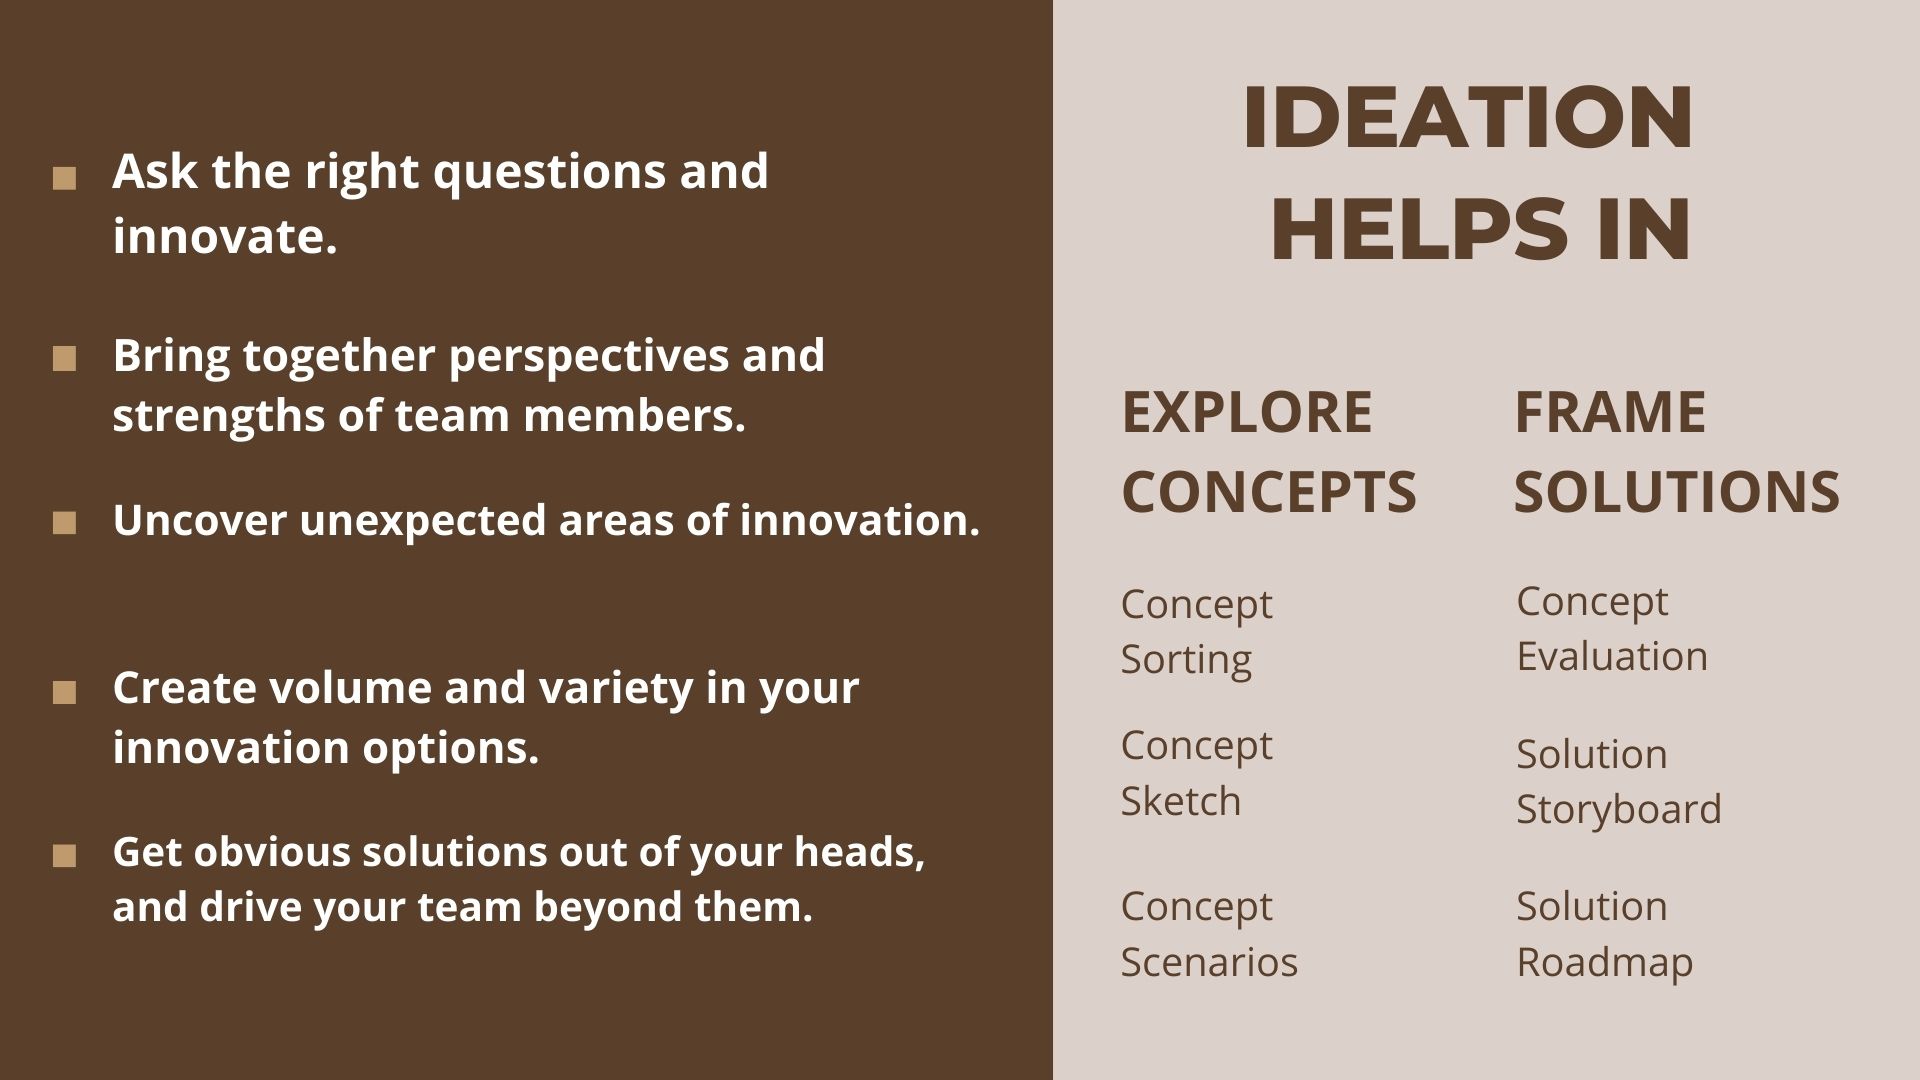 Ask the right questions and
innovate.
Bring together perspectives and
strengths of team members.
Uncover unexpected areas of innovation.
Create volume and variety in your
innovation options.
Get obvious solutions out of your heads,
and drive your team beyond them.
IDEATION
HELPS IN
EXPLORE
CONCEPTS
Concept
Sorting
Concept
Sketch
Concept
Scenarios
FRAME
SOLUTIONS
Concept
Evaluation
Solution
Storyboard
Solution
Roadmap